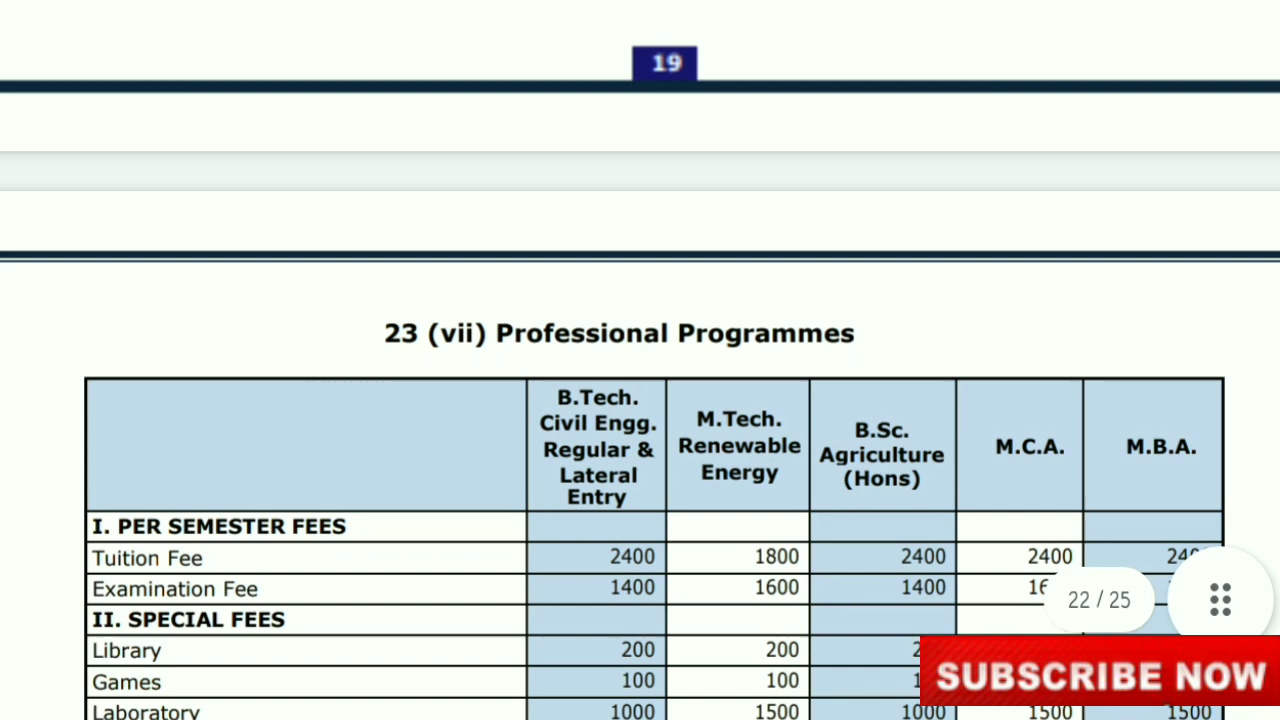 19
23 (vii) Professional Programmes
B.Tech. Civil Engg. Regular & Lateral Entry M.Tech. Renewable Energy B.Sc. Agriculture (Hons) M.C.A. M.B.A.
I. PER SEMESTER FEES
Tuition Fee 2400 1800 2400 2400
Examination Fee 1400 1600 1400
22 / 25
II. SPECIAL FEES
Library 200 200
Games 100 100
SUBSCRIBE NOW
Laboratory 1000 1500 1000 1500 1500